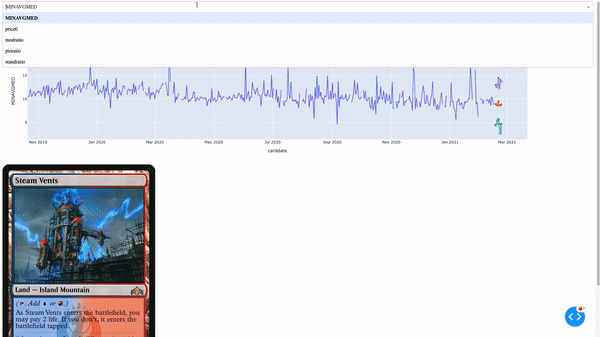 MINAVGMED
MINAVGMED
price0
modratio
pioratio
standratio
15
10
5
MINAVGMED
Nov 2019
Jan 2020
Mar 2020
May 2020
Jul 2020
Sep 2020
Nov 2020
Jan 2021
Mar 2021
carddate
Steam Vents
Land — Island Mountain
(: Add or .)
As Steam Vents enters the battlefield, you
may pay 2 life. If you don't, it enters the
battlefield tapped.